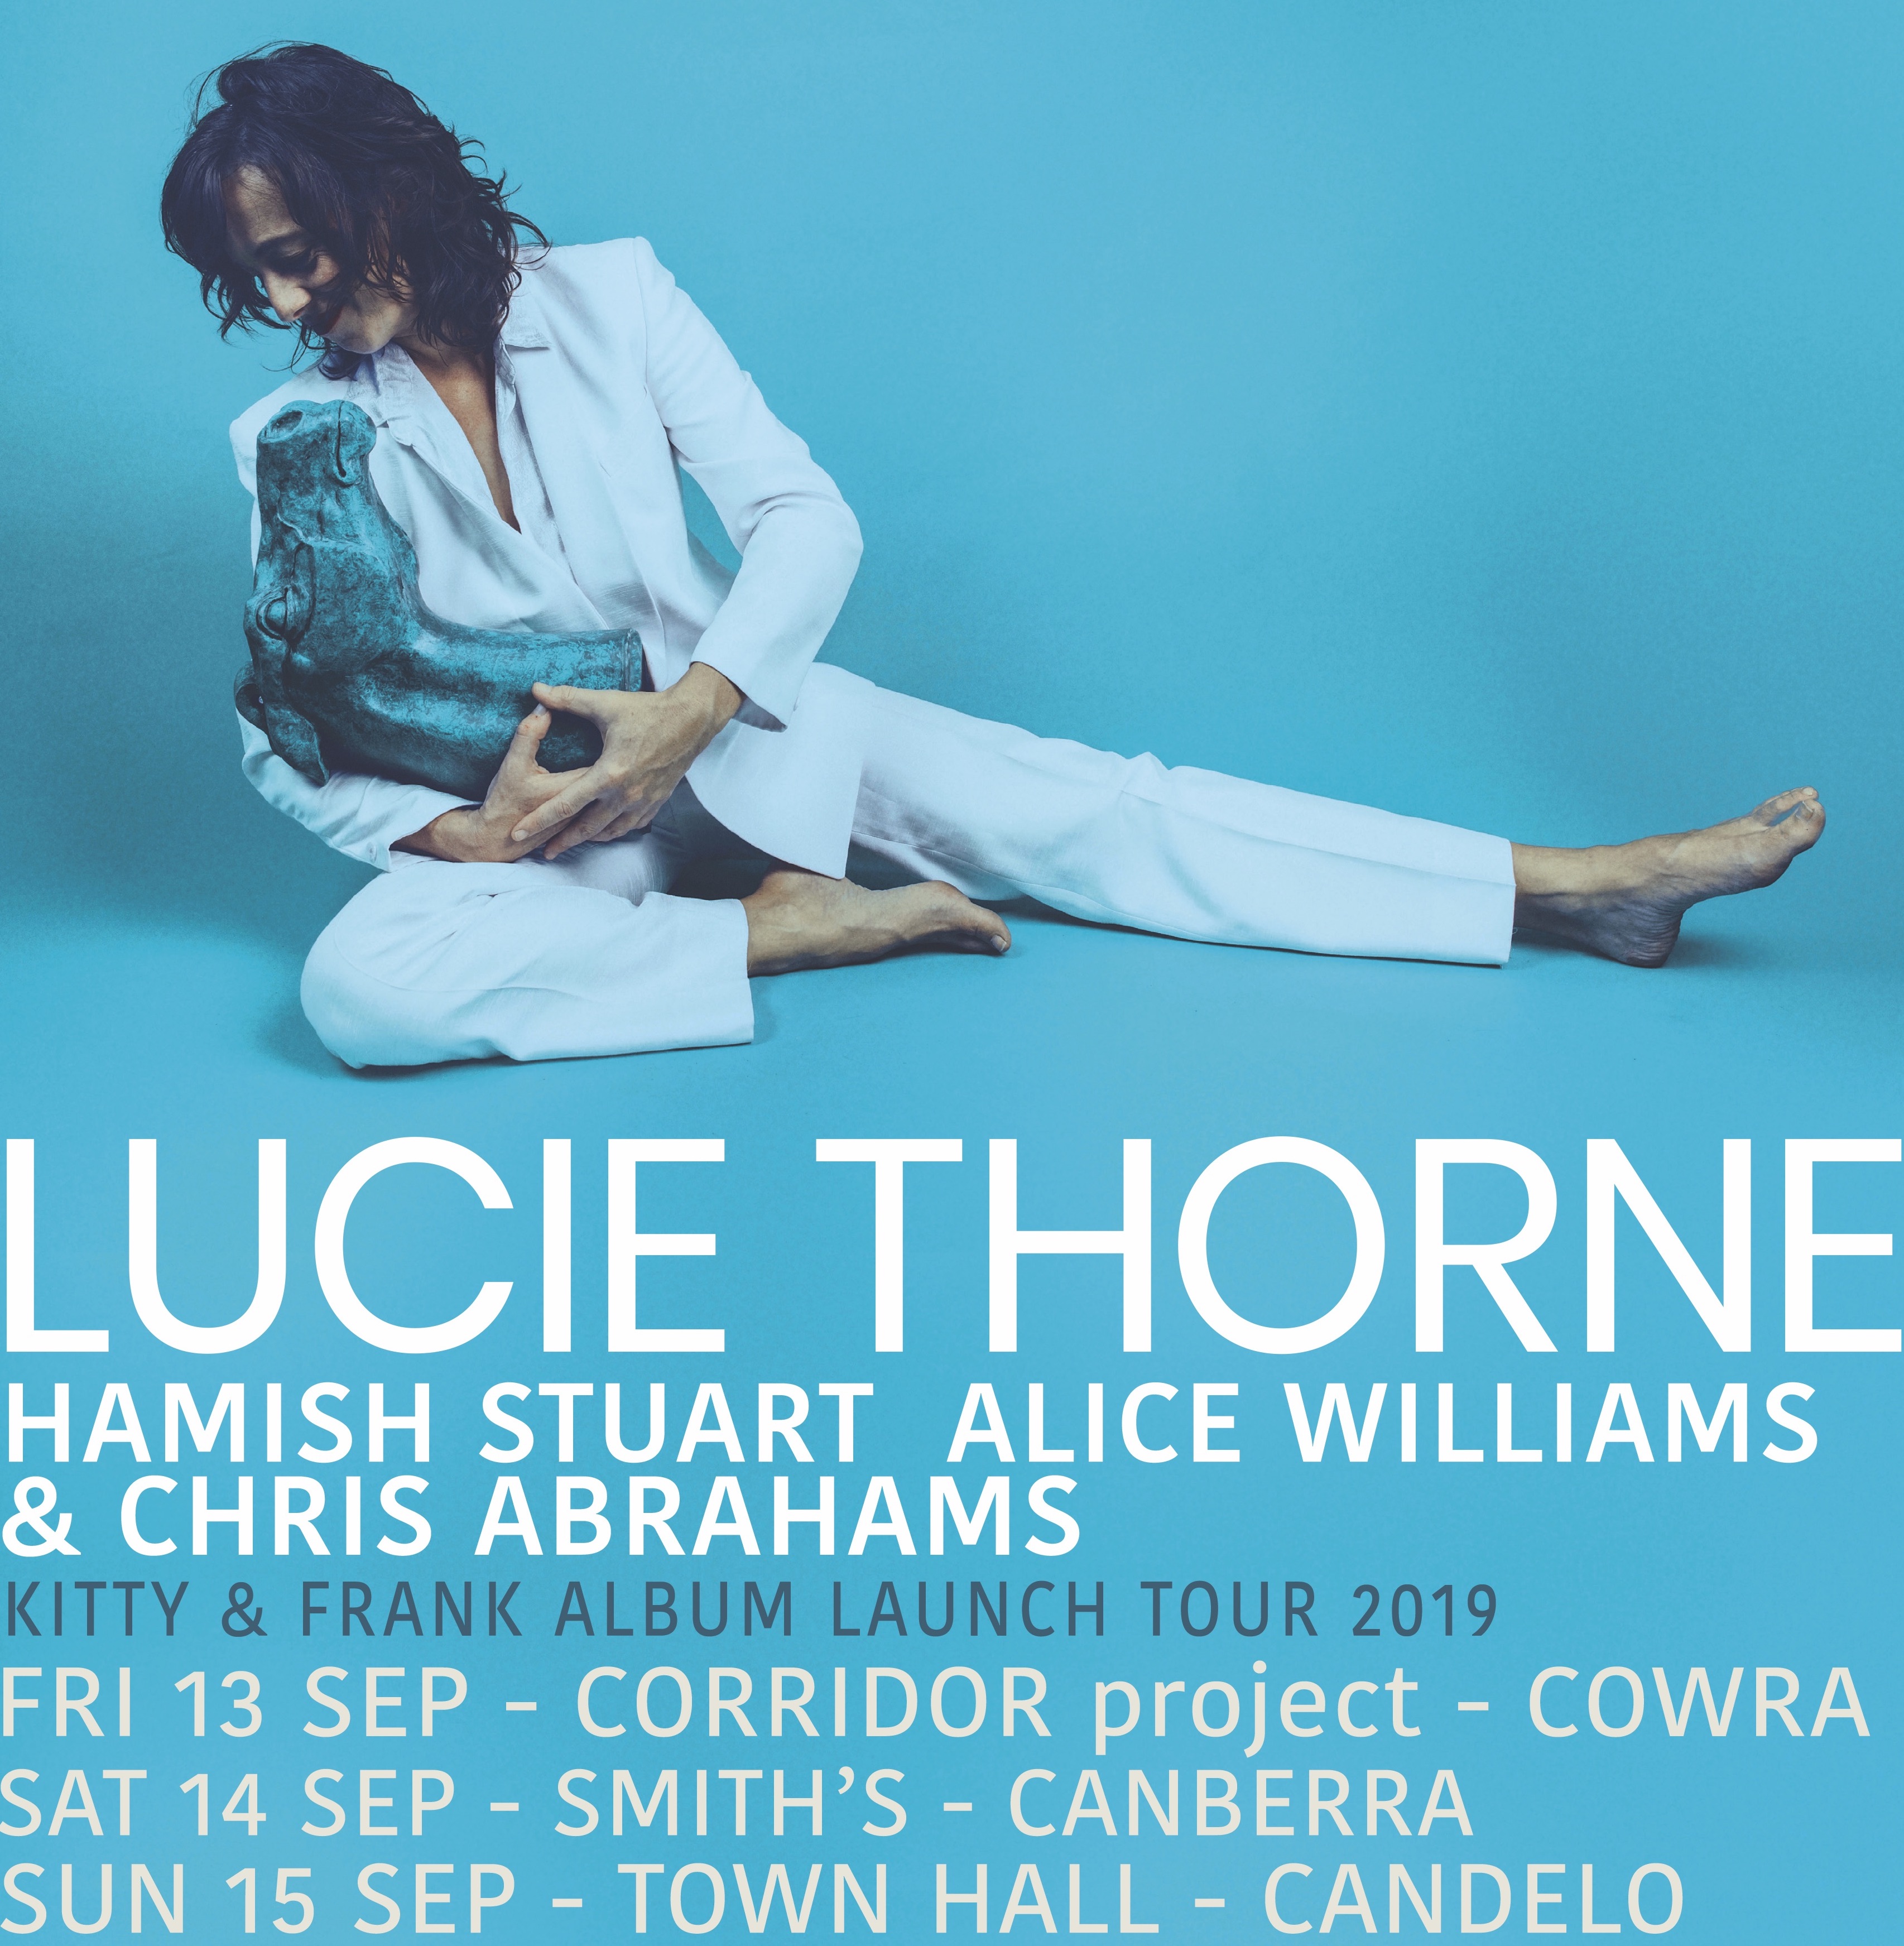 LUCIE THORNE
HAMISH STUART ALICE WILLIAMS
& CHRIS ABRAHAMS
KITTY & FRANK ALBUM LAUNCH TOUR 2019
FRI 13 SEP - CORRIDOR project - COWRA
SAT 14 SEP - SMITH’S - CANBERRA
SUN 15 SEP - TOWN HALL - CANDELO